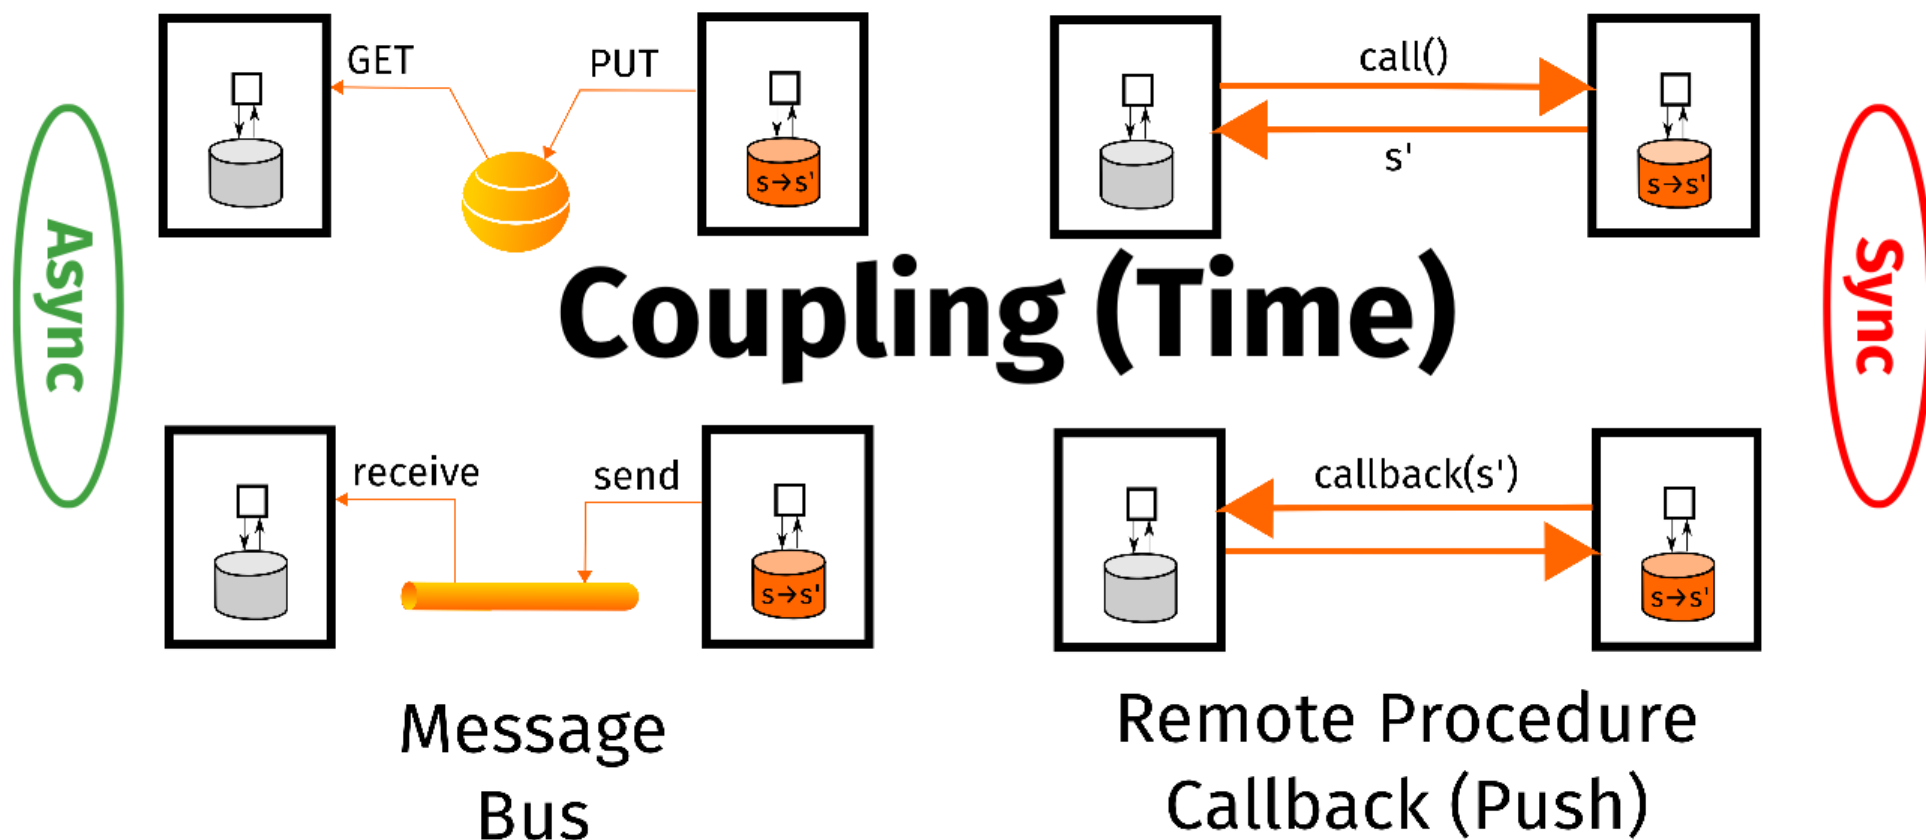 GET
PUT
s→s'
call()
s'
s→s'
Async
Coupling (Time)
Sync
receive
send
s→s'
callback(s')
s→s'
Message
Bus
Remote Procedure
Callback (Push)